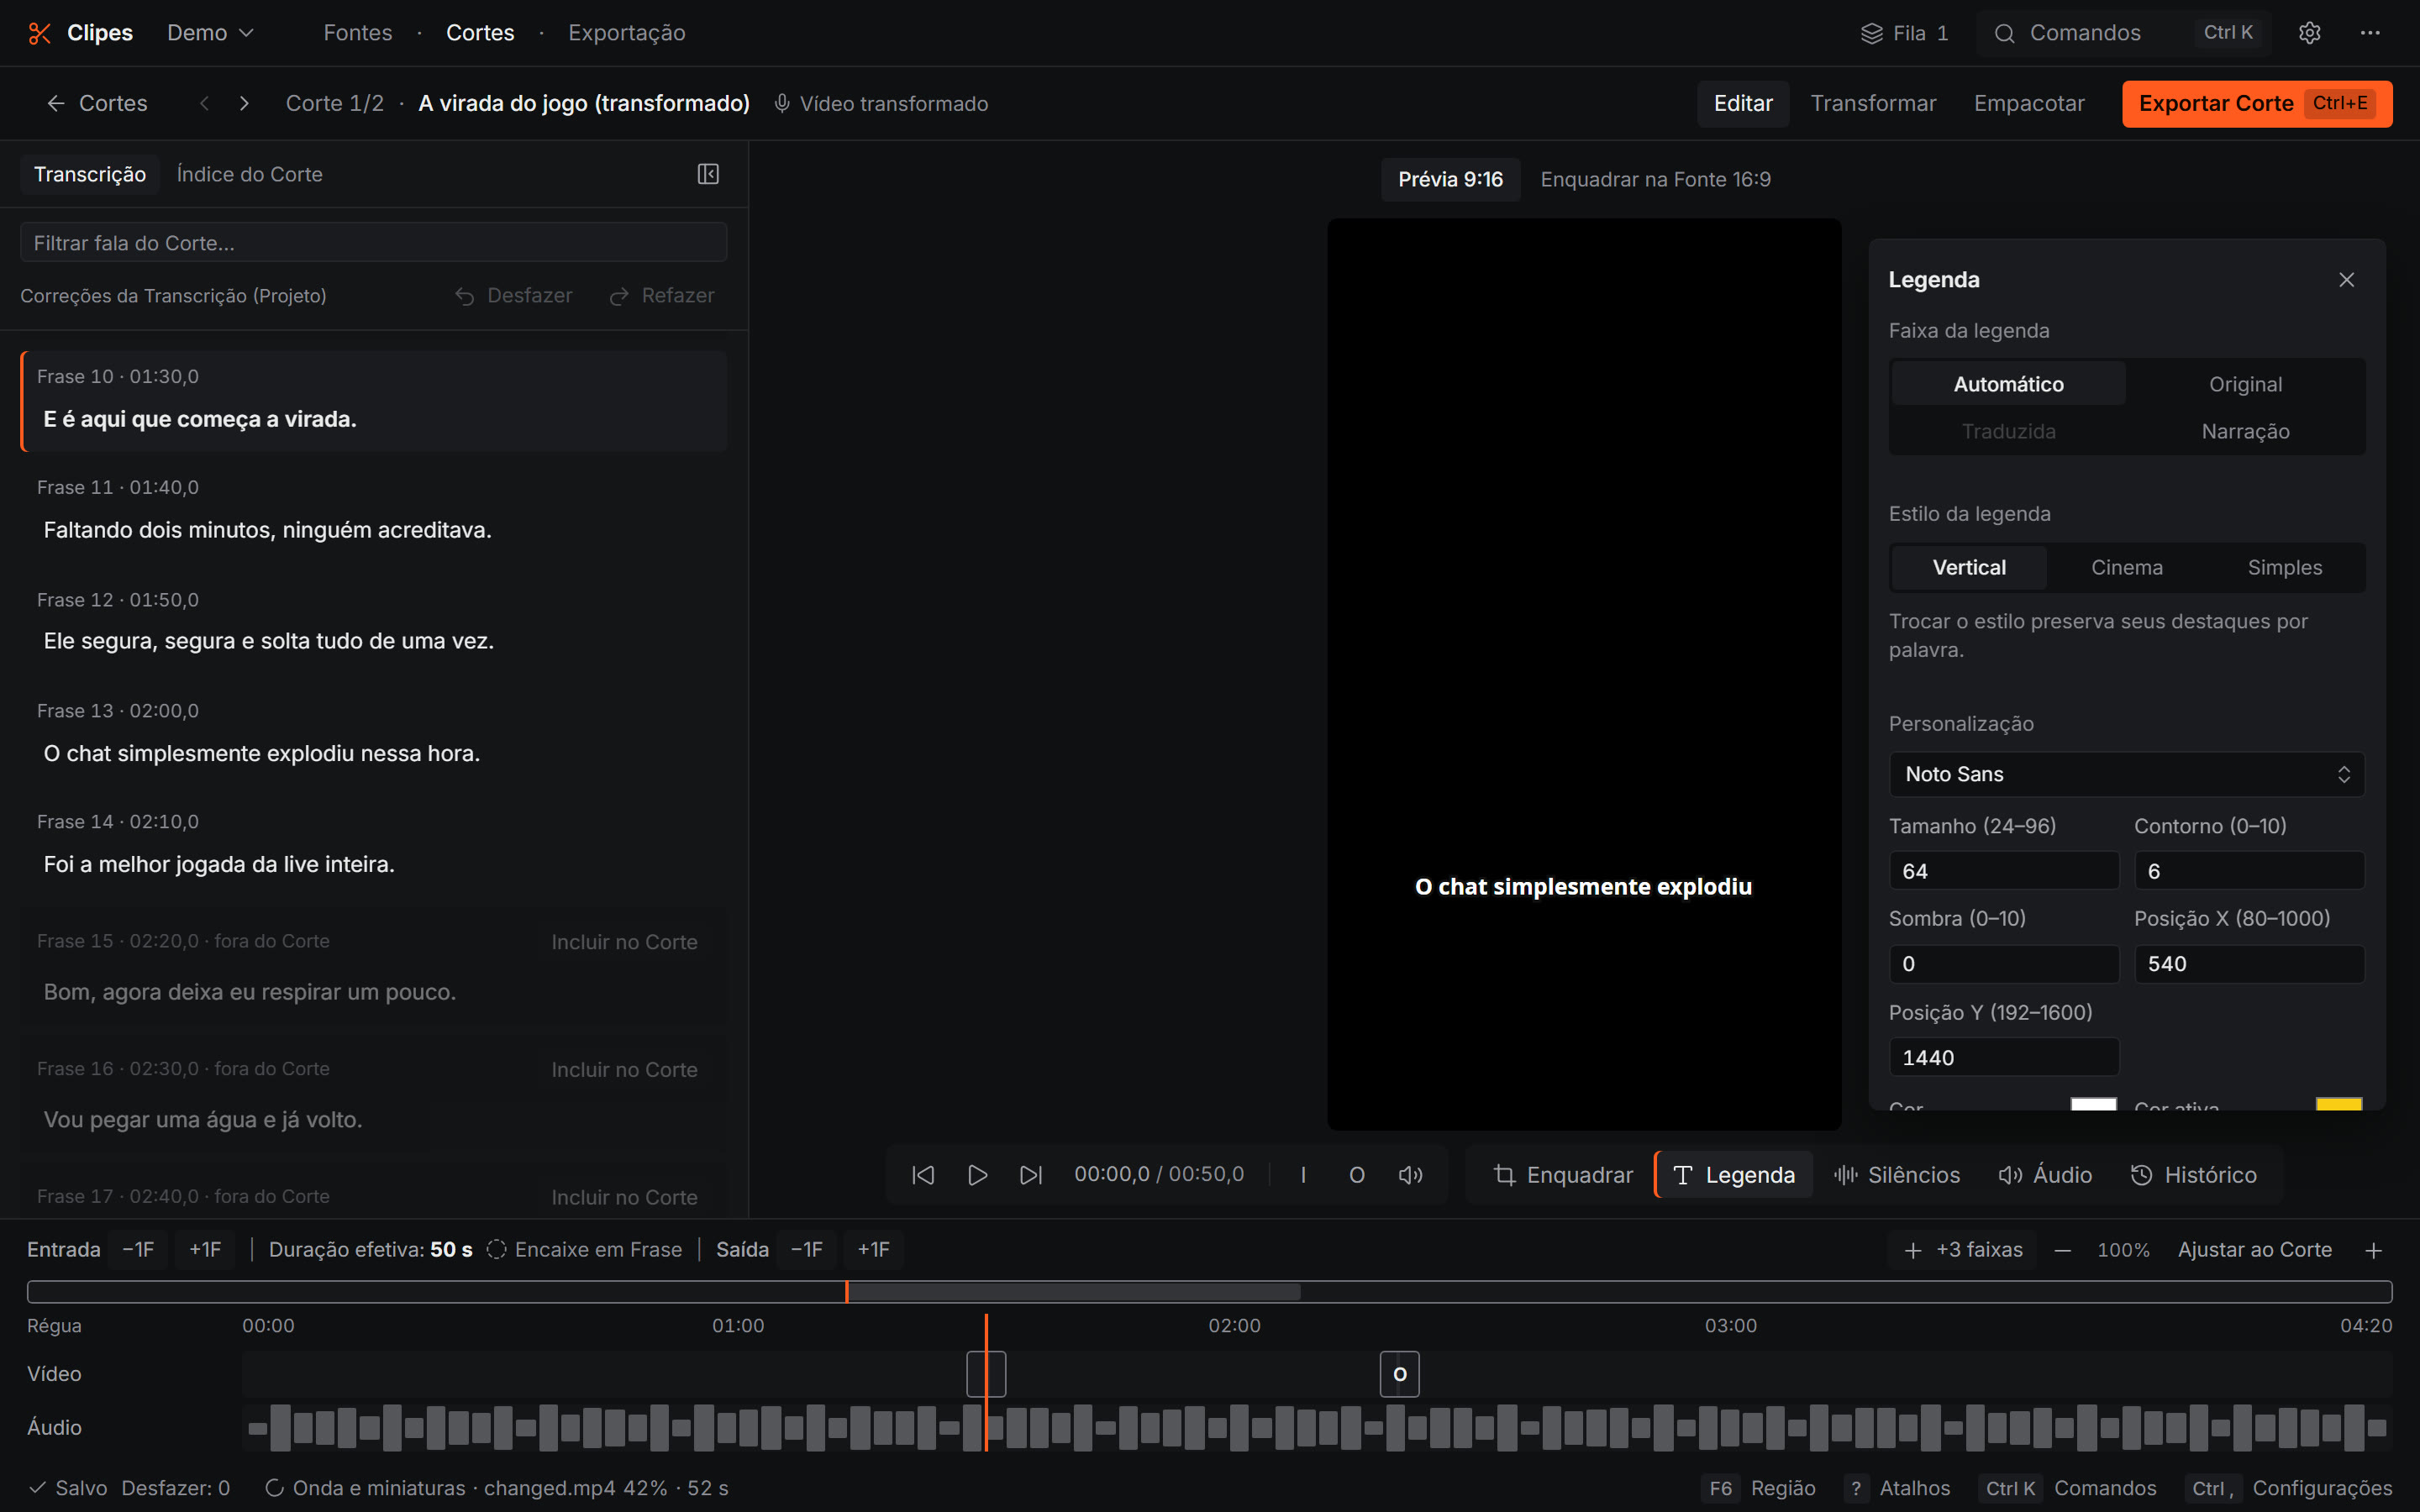 Clipes Demo Fontes · Cortes · Exportação Fila 1 Comandos Ctrl K
Cortes Corte 1/2 · A virada do jogo (transformado) Vídeo transformado Editar Transformar Empacotar Exportar Corte Ctrl+E
Transcrição Índice do Corte
Filtrar fala do Corte...
Correções da Transcrição (Projeto) Desfazer Refazer
Frase 10 · 01:30,0
E é aqui que começa a virada.
Frase 11 · 01:40,0
Faltando dois minutos, ninguém acreditava.
Frase 12 · 01:50,0
Ele segura, segura e solta tudo de uma vez.
Frase 13 · 02:00,0
O chat simplesmente explodiu nessa hora.
Frase 14 · 02:10,0
Foi a melhor jogada da live inteira.
Frase 15 · 02:20,0 · fora do Corte Incluir no Corte
Bom, agora deixa eu respirar um pouco.
Frase 16 · 02:30,0 · fora do Corte Incluir no Corte
Vou pegar uma água e já volto.
Frase 17 · 02:40,0 · fora do Corte Incluir no Corte
Prévia 9:16 Enquadrar na Fonte 16:9
O chat simplesmente explodiu
Legenda
Faixa da legenda
Automático Original
Traduzida Narração
Estilo da legenda
Vertical Cinema Simples
Trocar o estilo preserva seus destaques por
palavra.
Personalização
Noto Sans
Tamanho (24–96) Contorno (0–10)
64 6
Sombra (0–10) Posição X (80–1000)
0 540
Posição Y (192–1600)
1440
Cor Cor ativa
00:00,0 / 00:50,0 I O Enquadrar Legenda Silêncios Áudio Histórico
Entrada −1F +1F Duração efetiva: 50 s Encaixe em Frase Saída −1F +1F +3 faixas 100% Ajustar ao Corte
Régua 00:00 01:00 02:00 03:00 04:20
Vídeo O
Áudio
Salvo Desfazer: 0 Onda e miniaturas · changed.mp4 42% · 52 s F6 Região ? Atalhos Ctrl K Comandos Ctrl , Configurações